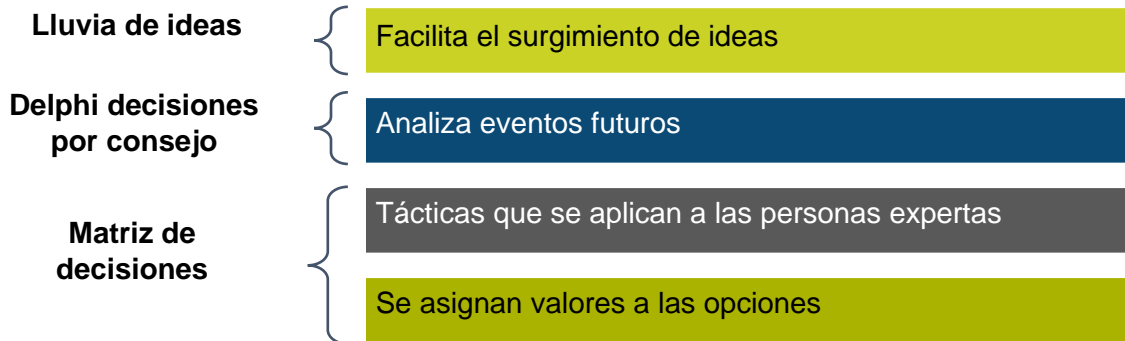 Lluvia de ideas
Facilita el surgimiento de ideas
Delphi decisiones
por consejo
Analiza eventos futuros
Matriz de
decisiones
Tácticas que se aplican a las personas expertas
Se asignan valores a las opciones